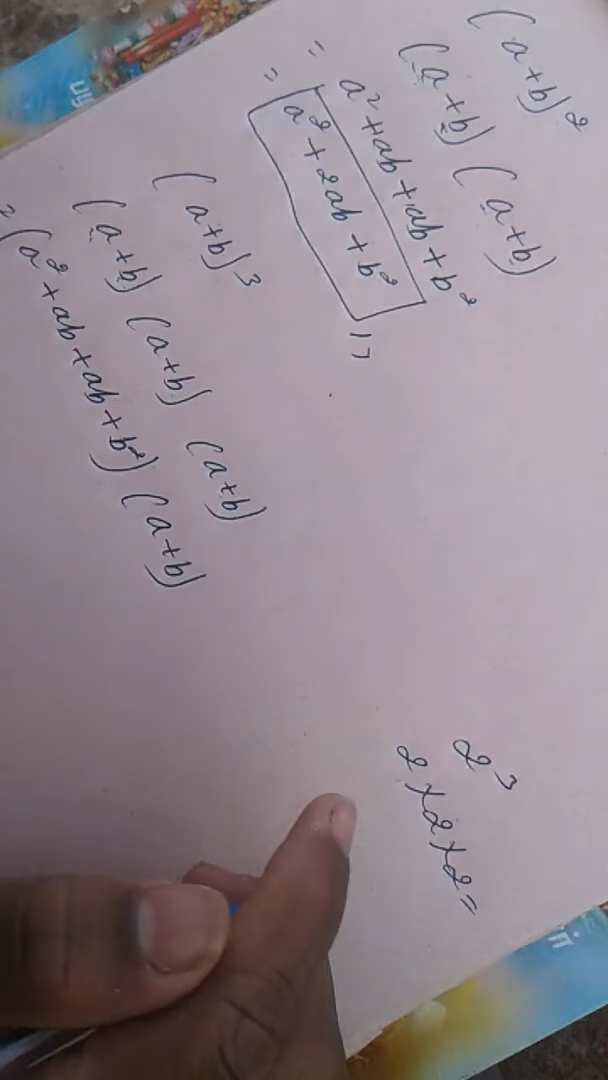 (a+b)²
(a+b) (a+b)
= a² + ab + ab + b²
= a² + 2ab + b²
(a+b)³
(a+b) (a+b) (a+b)
= (a² + ab + ab + b²) (a+b)
2³
2×2×2=